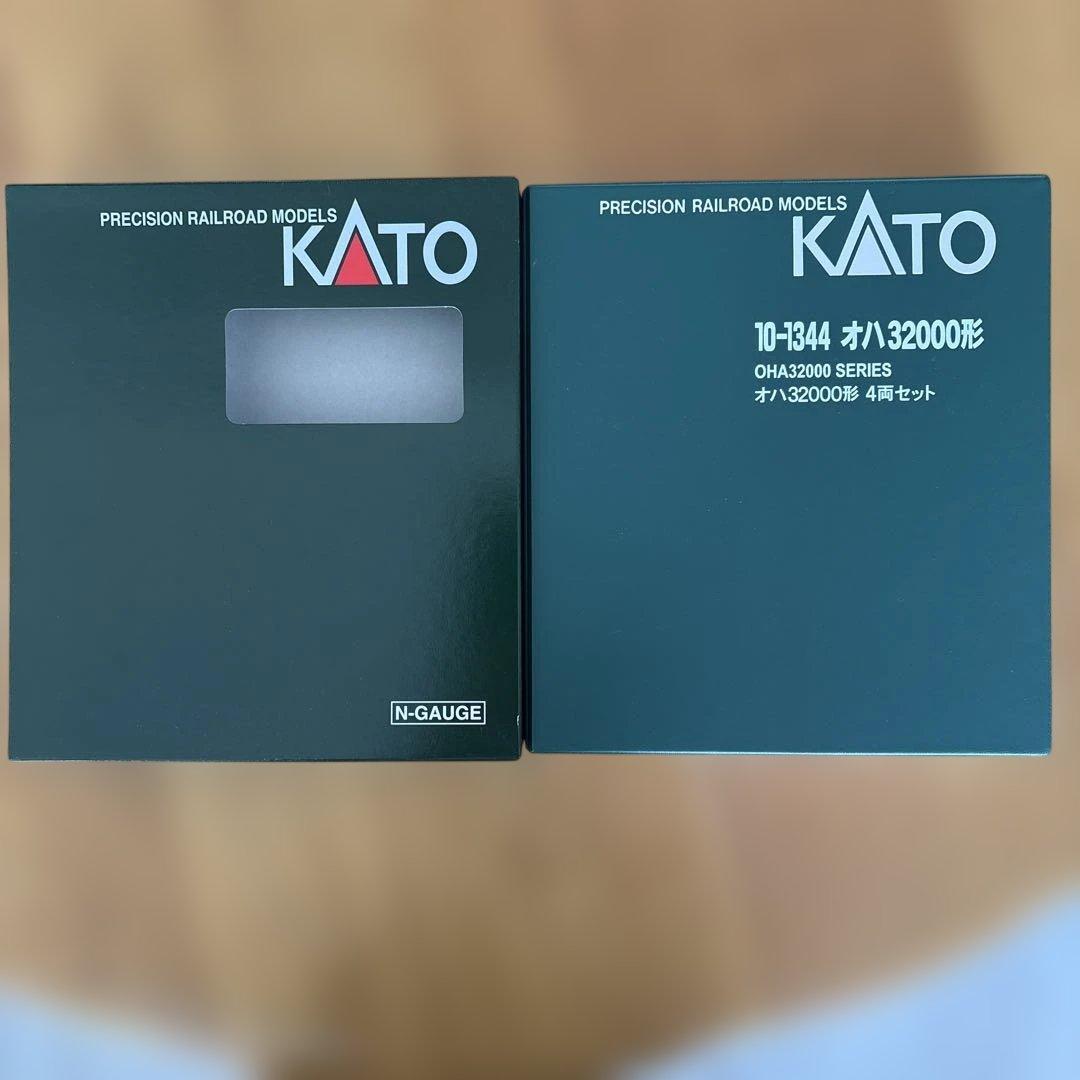 PRECISION RAILROAD MODELS
KATO
N-GAUGE
PRECISION RAILROAD MODELS
KATO
10-1344 オハ32000形
OHA32000 SERIES
オハ32000形 4両セット